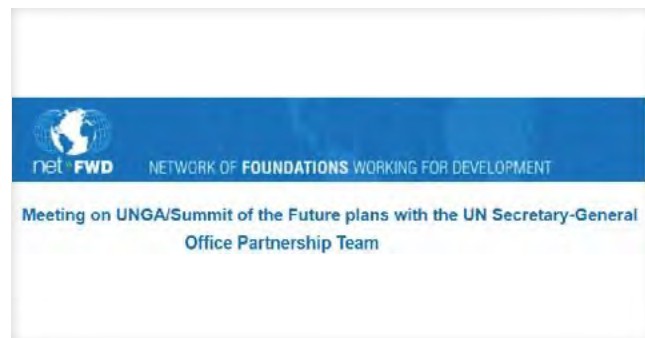 net FWD
NETWORK OF FOUNDATIONS WORKING FOR DEVELOPMENT
Meeting on UNGA/Summit of the Future plans with the UN Secretary-General
Office Partnership Team